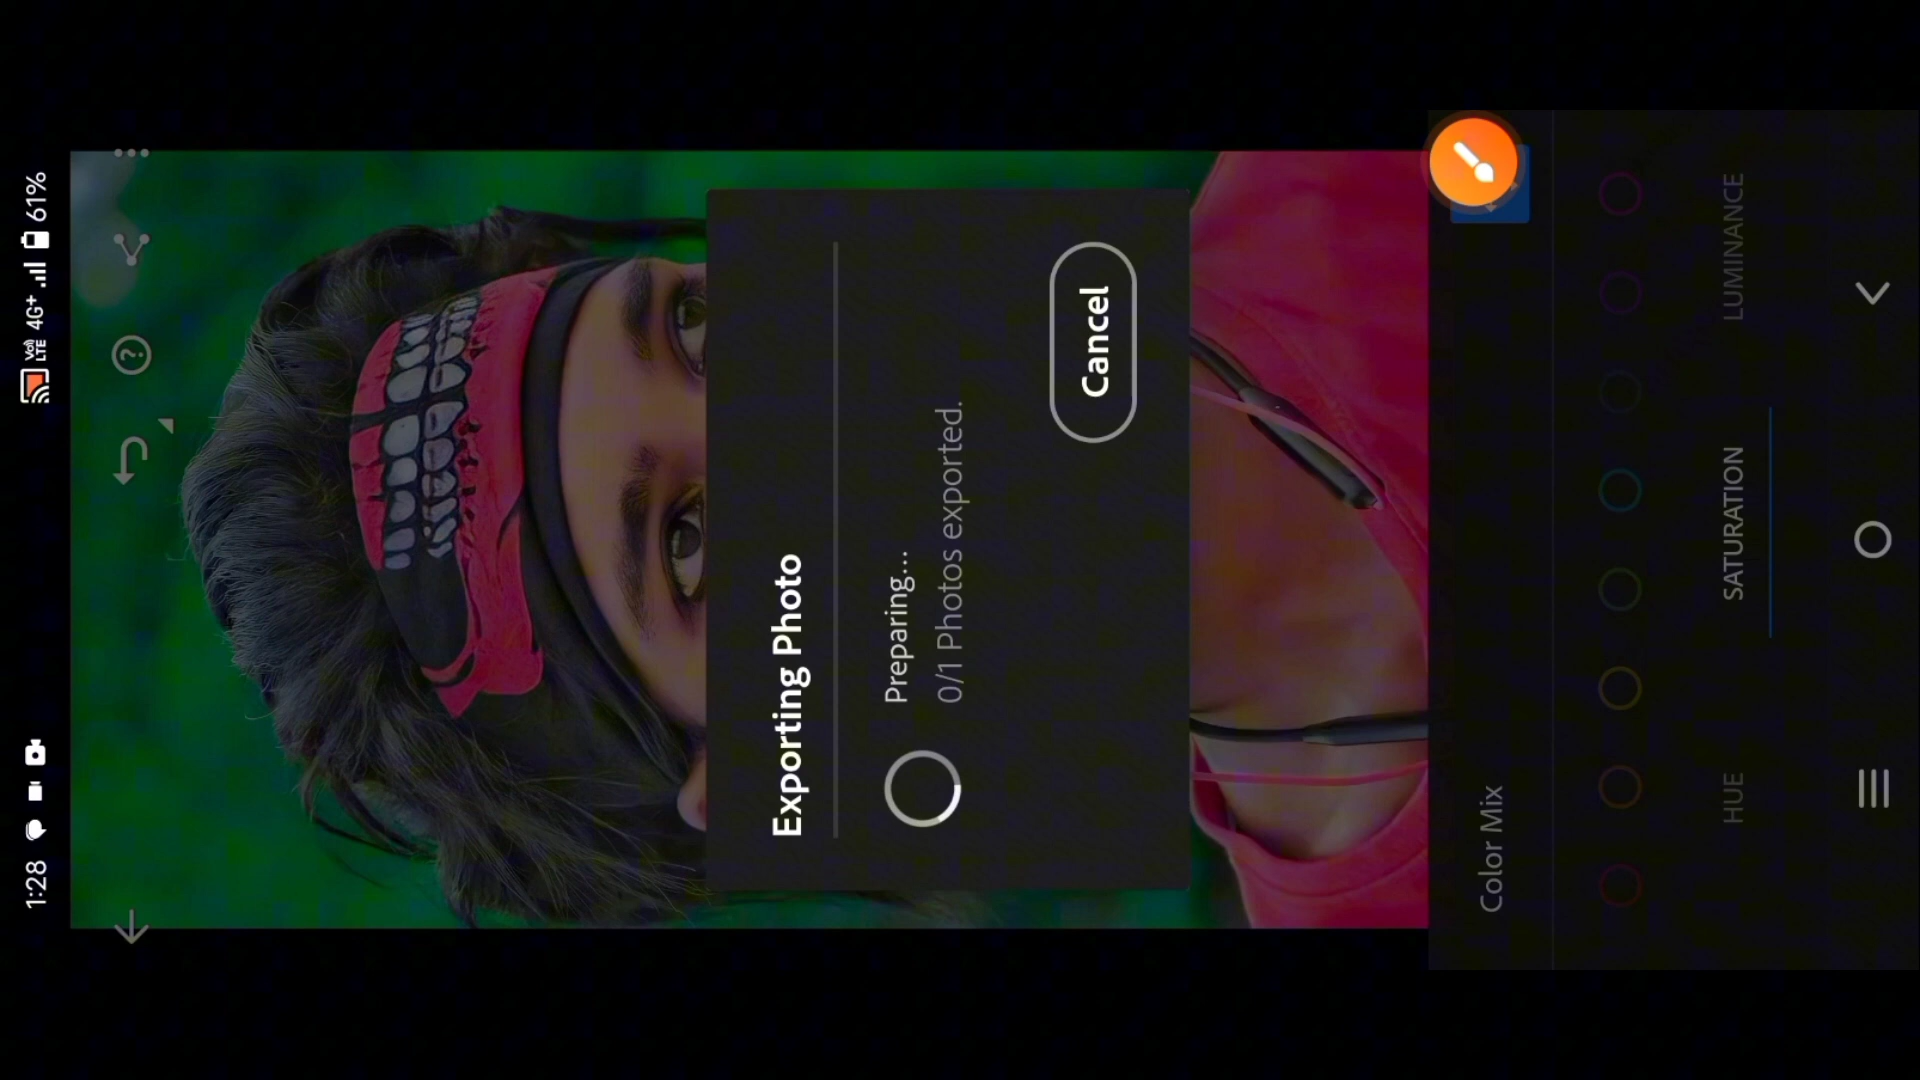 1:28
Vo)
LTE
4G+
61%
Exporting Photo
Preparing...
0/1 Photos exported.
Cancel
Color Mix
HUE
SATURATION
LUMINANCE